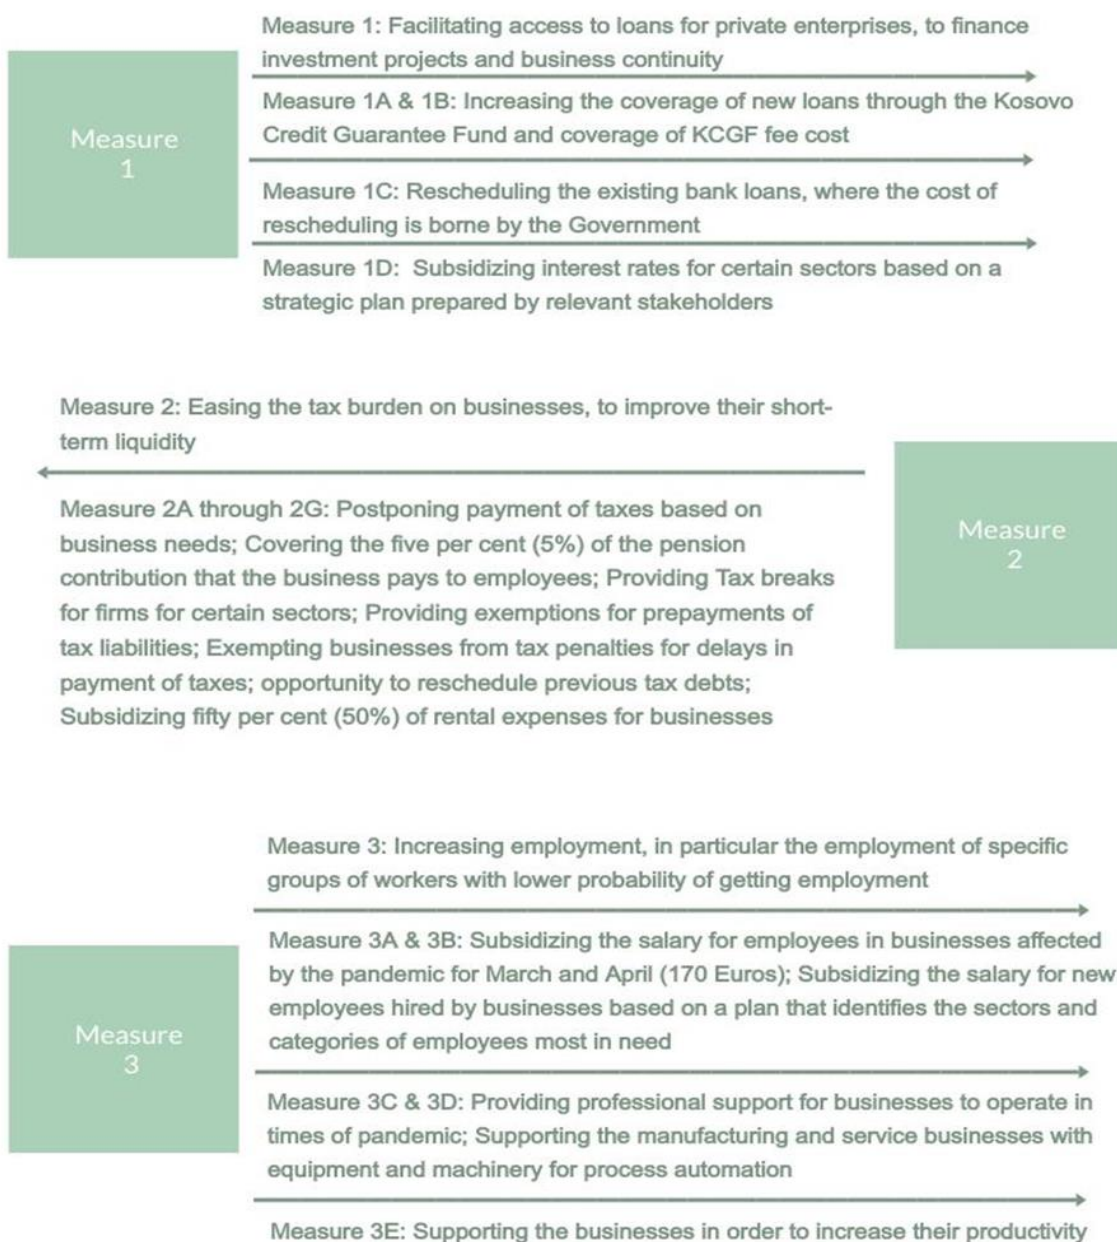 Measure 1: Facilitating access to loans for private enterprises, to finance
investment projects and business continuity
Measure
1
Measure 1A & 1B: Increasing the coverage of new loans through the Kosovo
Credit Guarantee Fund and coverage of KCGF fee cost
Measure 1C: Rescheduling the existing bank loans, where the cost of
rescheduling is borne by the Government
Measure 1D: Subsidizing interest rates for certain sectors based on a
strategic plan prepared by relevant stakeholders
Measure 2: Easing the tax burden on businesses, to improve their short-
term liquidity
Measure
2
Measure 2A through 2G: Postponing payment of taxes based on
business needs; Covering the five per cent (5%) of the pension
contribution that the business pays to employees; Providing Tax breaks
for firms for certain sectors; Providing exemptions for prepayments of
tax liabilities; Exempting businesses from tax penalties for delays in
payment of taxes; opportunity to reschedule previous tax debts;
Subsidizing fifty per cent (50%) of rental expenses for businesses
Measure 3: Increasing employment, in particular the employment of specific
groups of workers with lower probability of getting employment
Measure
3
Measure 3A & 3B: Subsidizing the salary for employees in businesses affected
by the pandemic for March and April (170 Euros); Subsidizing the salary for new
employees hired by businesses based on a plan that identifies the sectors and
categories of employees most in need
Measure 3C & 3D: Providing professional support for businesses to operate in
times of pandemic; Supporting the manufacturing and service businesses with
equipment and machinery for process automation
Measure 3E: Supporting the businesses in order to increase their productivity